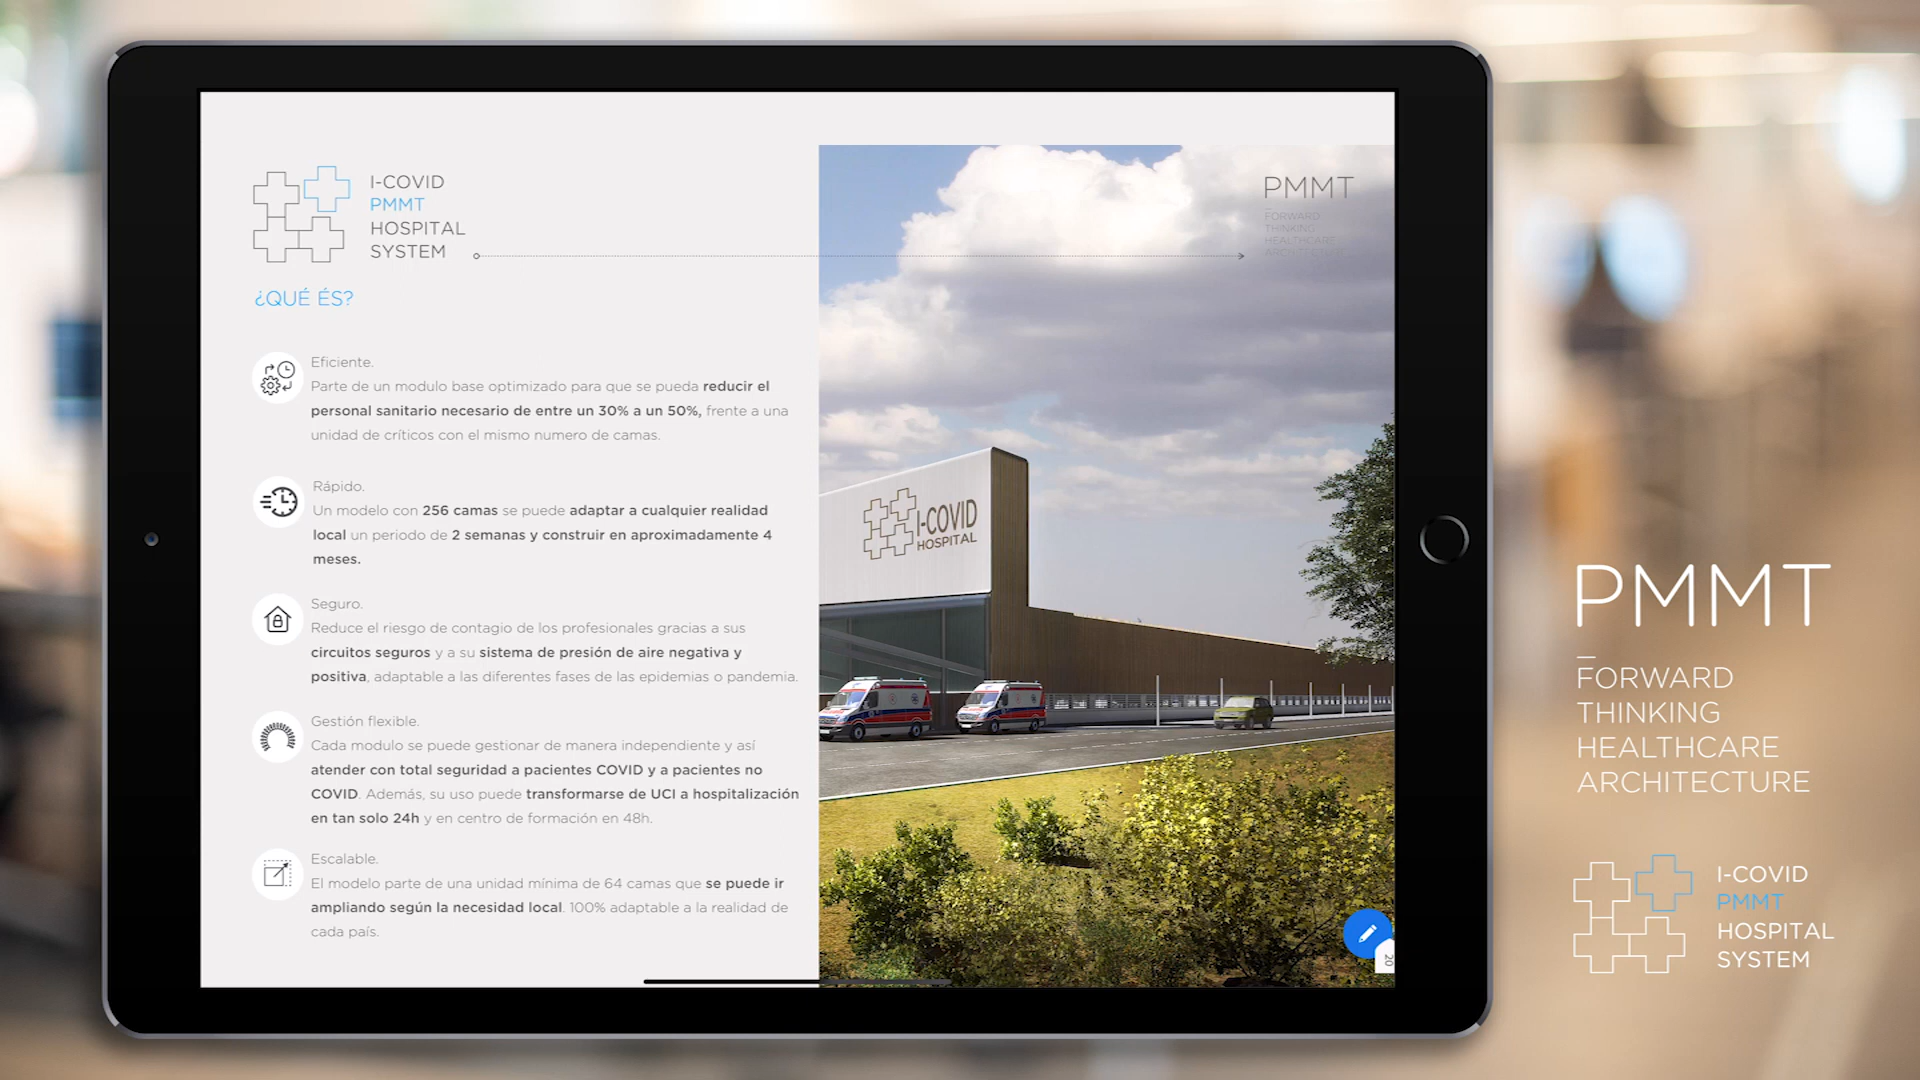 I-COVID
PMMT
HOSPITAL
SYSTEM
¿QUÉ ÉS?
Eficiente.
Parte de un modulo base optimizado para que se pueda reducir el
personal sanitario necesario de entre un 30% a un 50%, frente a una
unidad de críticos con el mismo numero de camas.
Rápido.
Un modelo con 256 camas se puede adaptar a cualquier realidad
local un periodo de 2 semanas y construir en aproximadamente 4
meses.
Seguro.
Reduce el riesgo de contagio de los profesionales gracias a sus
circuitos seguros y a su sistema de presión de aire negativa y
positiva, adaptable a las diferentes fases de las epidemias o pandemia.
Gestión flexible.
Cada modulo se puede gestionar de manera independiente y así
atender con total seguridad a pacientes COVID y a pacientes no
COVID. Además, su uso puede transformarse de UCI a hospitalización
en tan solo 24h y en centro de formación en 48h.
Escalable.
El modelo parte de una unidad mínima de 64 camas que se puede ir
ampliando según la necesidad local. 100% adaptable a la realidad de
cada país.
PMMT
FORWARD
THINKING
HEALTHCARE
ARCHITECTURE
I-COVID
HOSPITAL
20
PMMT
FORWARD
THINKING
HEALTHCARE
ARCHITECTURE
I-COVID
PMMT
HOSPITAL
SYSTEM